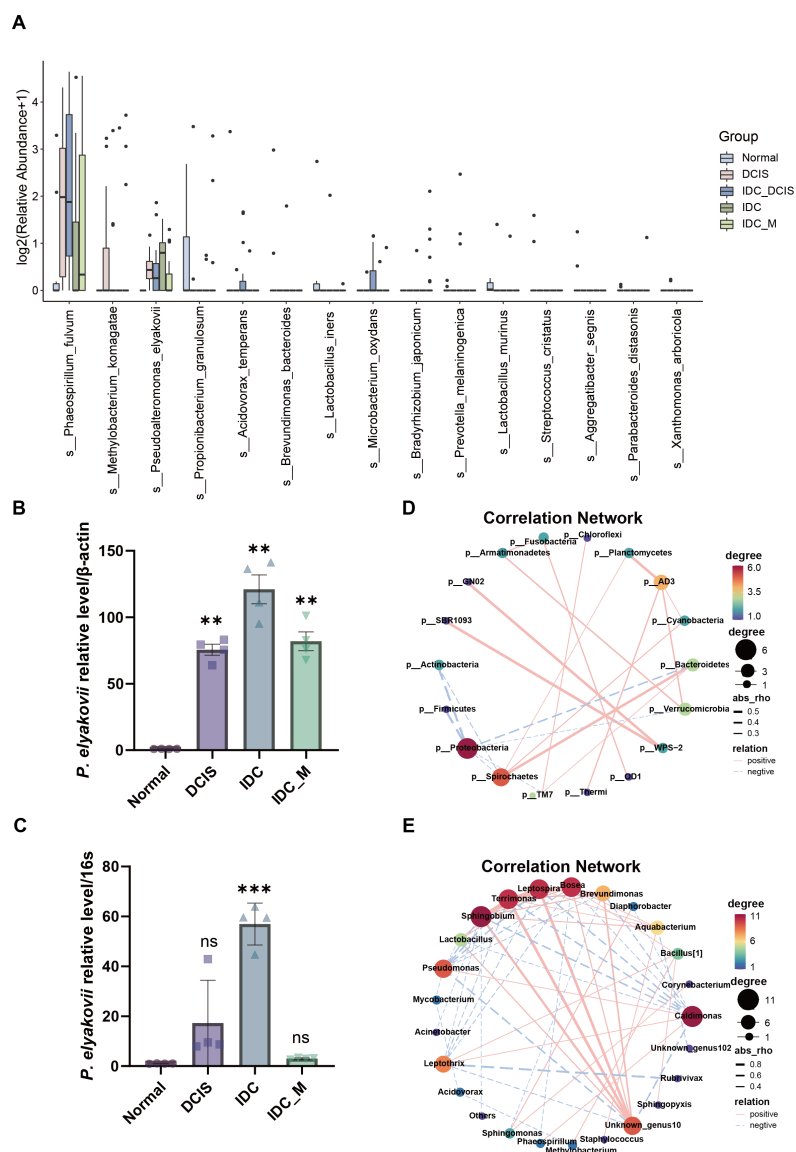 A
log2(Relative Abundance+1)
4
3
2
1
0
Group
Normal
DCIS
IDC_DCIS
IDC
IDC_M
s__Phaeospirillum_fulvum
s__Methylobacterium_komagatae
s__Pseudoalteromonas_elyakovii
s__Propionibacterium_granulosum
s__Acidovorax_temperans
s__Brevundimonas_bacteroides
s__Lactobacillus_iners
s__Microbacterium_oxydans
s__Bradyrhizobium_japonicum
s__Prevotella_melaninogenica
s__Lactobacillus_murinus
s__Streptococcus_cristatus
s__Aggregatibacter_segnis
s__Parabacteroides_distasonis
s__Xanthomonas_arboricola
B
P. elyakovii relative level/β-actin
150
100
50
0
**
**
**
Normal
DCIS
IDC
IDC_M
C
P. elyakovii relative level/16s
80
60
40
20
0
ns
***
ns
Normal
DCIS
IDC
IDC_M
D
Correlation Network
p__Chloroflexi
p__Fusobacteria
p__Armatimonadetes
p__Planctomycetes
p__GN02
p__AD3
p__SBR1093
p__Cyanobacteria
p__Actinobacteria
p__Bacteroidetes
p__Firmicutes
p__Verrucomicrobia
p__Proteobacteria
p__WPS-2
p__Spirochaetes
p__OD1
p__TM7
p__Thermi
degree
6.0
3.5
1.0
degree
6
3
1
abs_rho
0.5
0.4
0.3
relation
positive
negtive
E
Correlation Network
Leptospira
Bosea
Brevundimonas
Terrimonas
Diaphorobacter
Sphingobium
Aquabacterium
Lactobacillus
Bacillus[1]
Pseudomonas
Corynebacterium
Mycobacterium
Caldimonas
Acinetobacter
Unknown_genus102
Leptothrix
Rubrivivax
Acidovorax
Sphingopyxis
Others
Unknown_genus10
Sphingomonas
Staphylococcus
Phaeospirillum
Methylobacterium
degree
11
6
1
degree
11
6
1
abs_rho
0.8
0.6
0.4
relation
positive
negtive